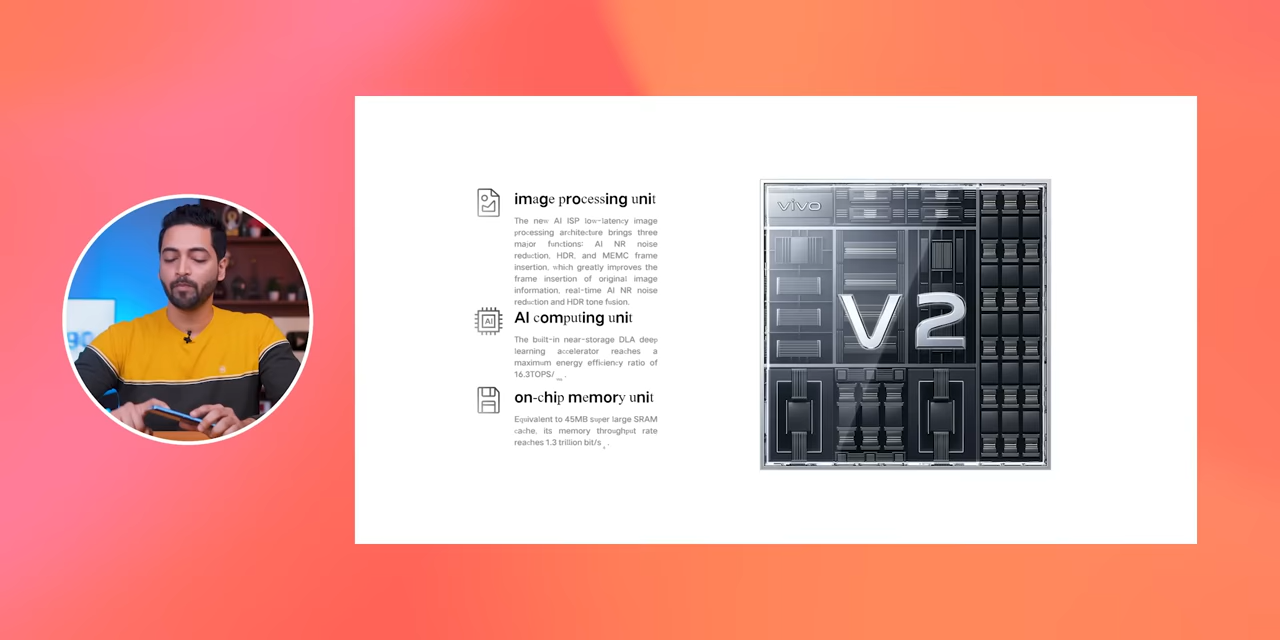 image processing unit
The new AI ISP low-latency image
processing architecture brings three
major functions: AI NR noise
reduction, HDR, and MEMC frame
insertion, which greatly improves the
frame insertion of original image
information, real-time AI NR noise
reduction and HDR tone fusion.
AI computing unit
The built-in near-storage DLA deep
learning accelerator reaches a
maximum energy efficiency ratio of
16.3TOPS/
on-chip memory unit
Equivalent to 45MB super large SRAM
cache, its memory throughput rate
reaches 1.3 trillion bit/s
vivo
V2